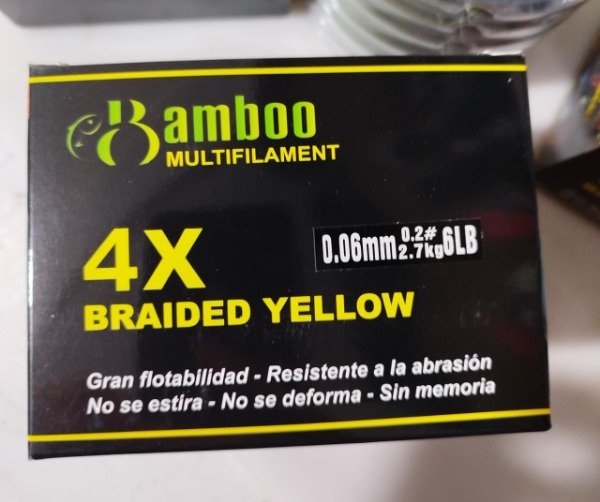 Bamboo
MULTIFILAMENT
4X
0.06mm 0.2# 2.7kg 6LB
BRAIDED YELLOW
Gran flotabilidad - Resistente a la abrasión
No se estira - No se deforma - Sin memoria